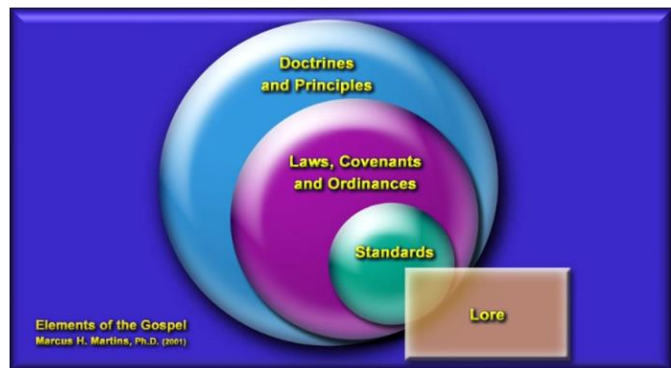 Doctrines
and Principles
Laws, Covenants
and Ordinances
Standards
Lore
Elements of the Gospel
Marcus H. Martins, Ph.D. (2001)